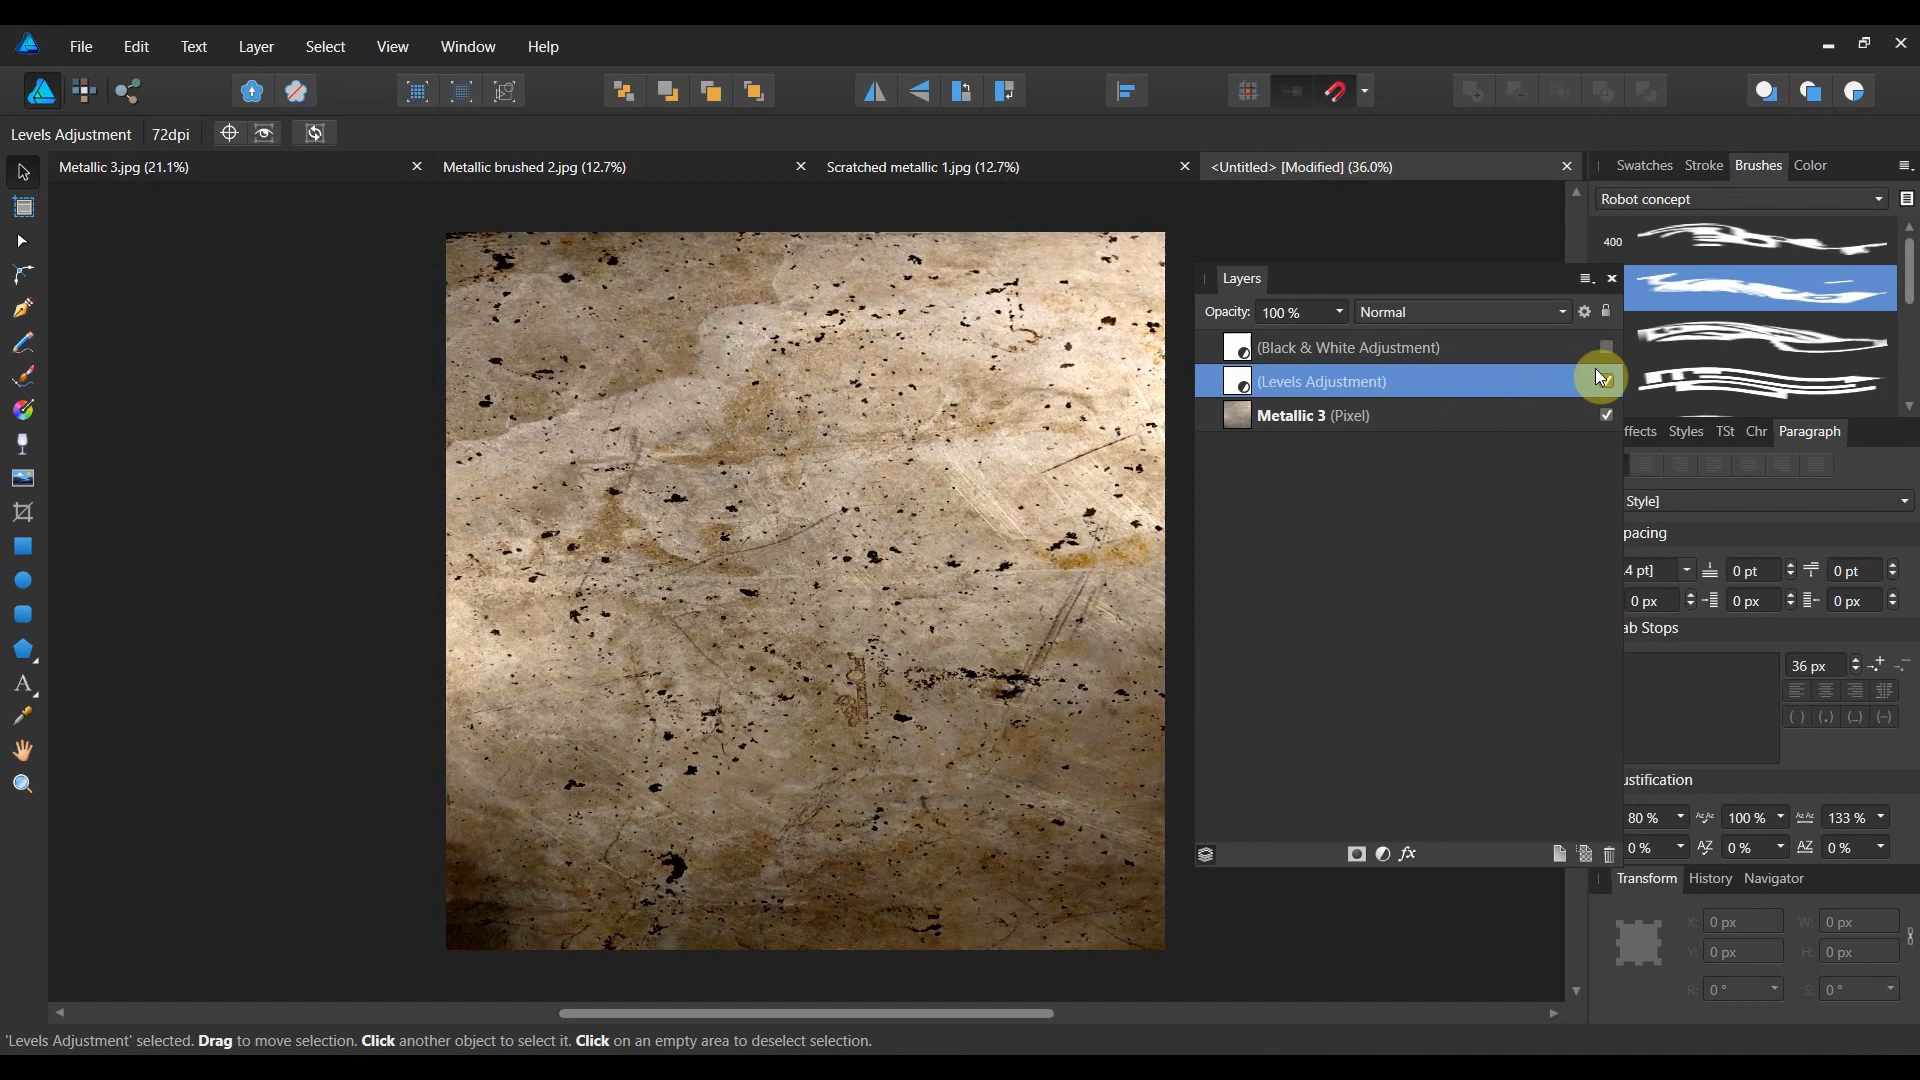 File Edit Text Layer Select View Window Help
Levels Adjustment 72dpi
Metallic 3.jpg (21.1%) Metallic brushed 2.jpg (12.7%) Scratched metallic 1.jpg (12.7%) <Untitled> [Modified] (36.0%)
Swatches Stroke Brushes Color
Robot concept
400
Layers
Opacity: 100 % Normal
(Black & White Adjustment)
(Levels Adjustment)
Metallic 3 (Pixel)
ffects Styles TSt Chr Paragraph
Style]
pacing
4 pt] 0 pt 0 pt
0 px 0 px 0 px
ab Stops
36 px
ustification
80 % 100 % 133 %
0 % 0 % 0 %
Transform History Navigator
X: 0 px W: 0 px
Y: 0 px H: 0 px
R: 0 ° S: 0 °
'Levels Adjustment' selected. Drag to move selection. Click another object to select it. Click on an empty area to deselect selection.